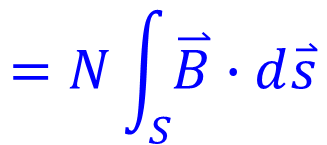 = N ∫_S B⃗ · ds⃗